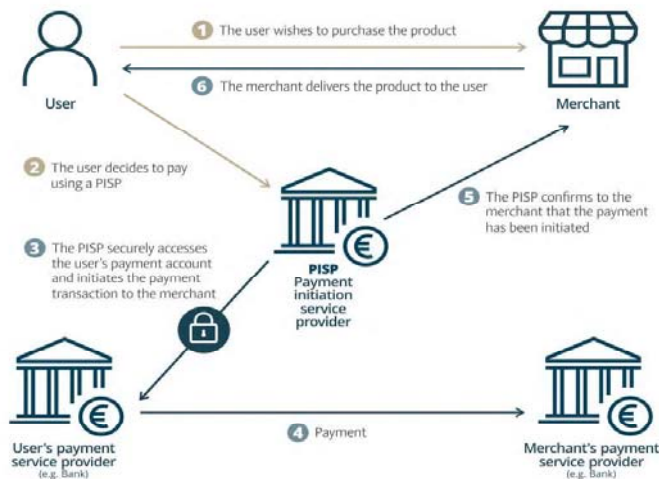 1 The user wishes to purchase the product
6 The merchant delivers the product to the user
User
Merchant
2 The user decides to pay
using a PISP
5 The PISP confirms to the
merchant that the payment
has been initiated
3 The PISP securely accesses
the user's payment account
and initiates the payment
transaction to the merchant
€
PISP
Payment
initiation
service
provider
€
€
4 Payment
User's payment
service provider
(e.g. Bank)
Merchant's payment
service provider
(e.g. Bank)